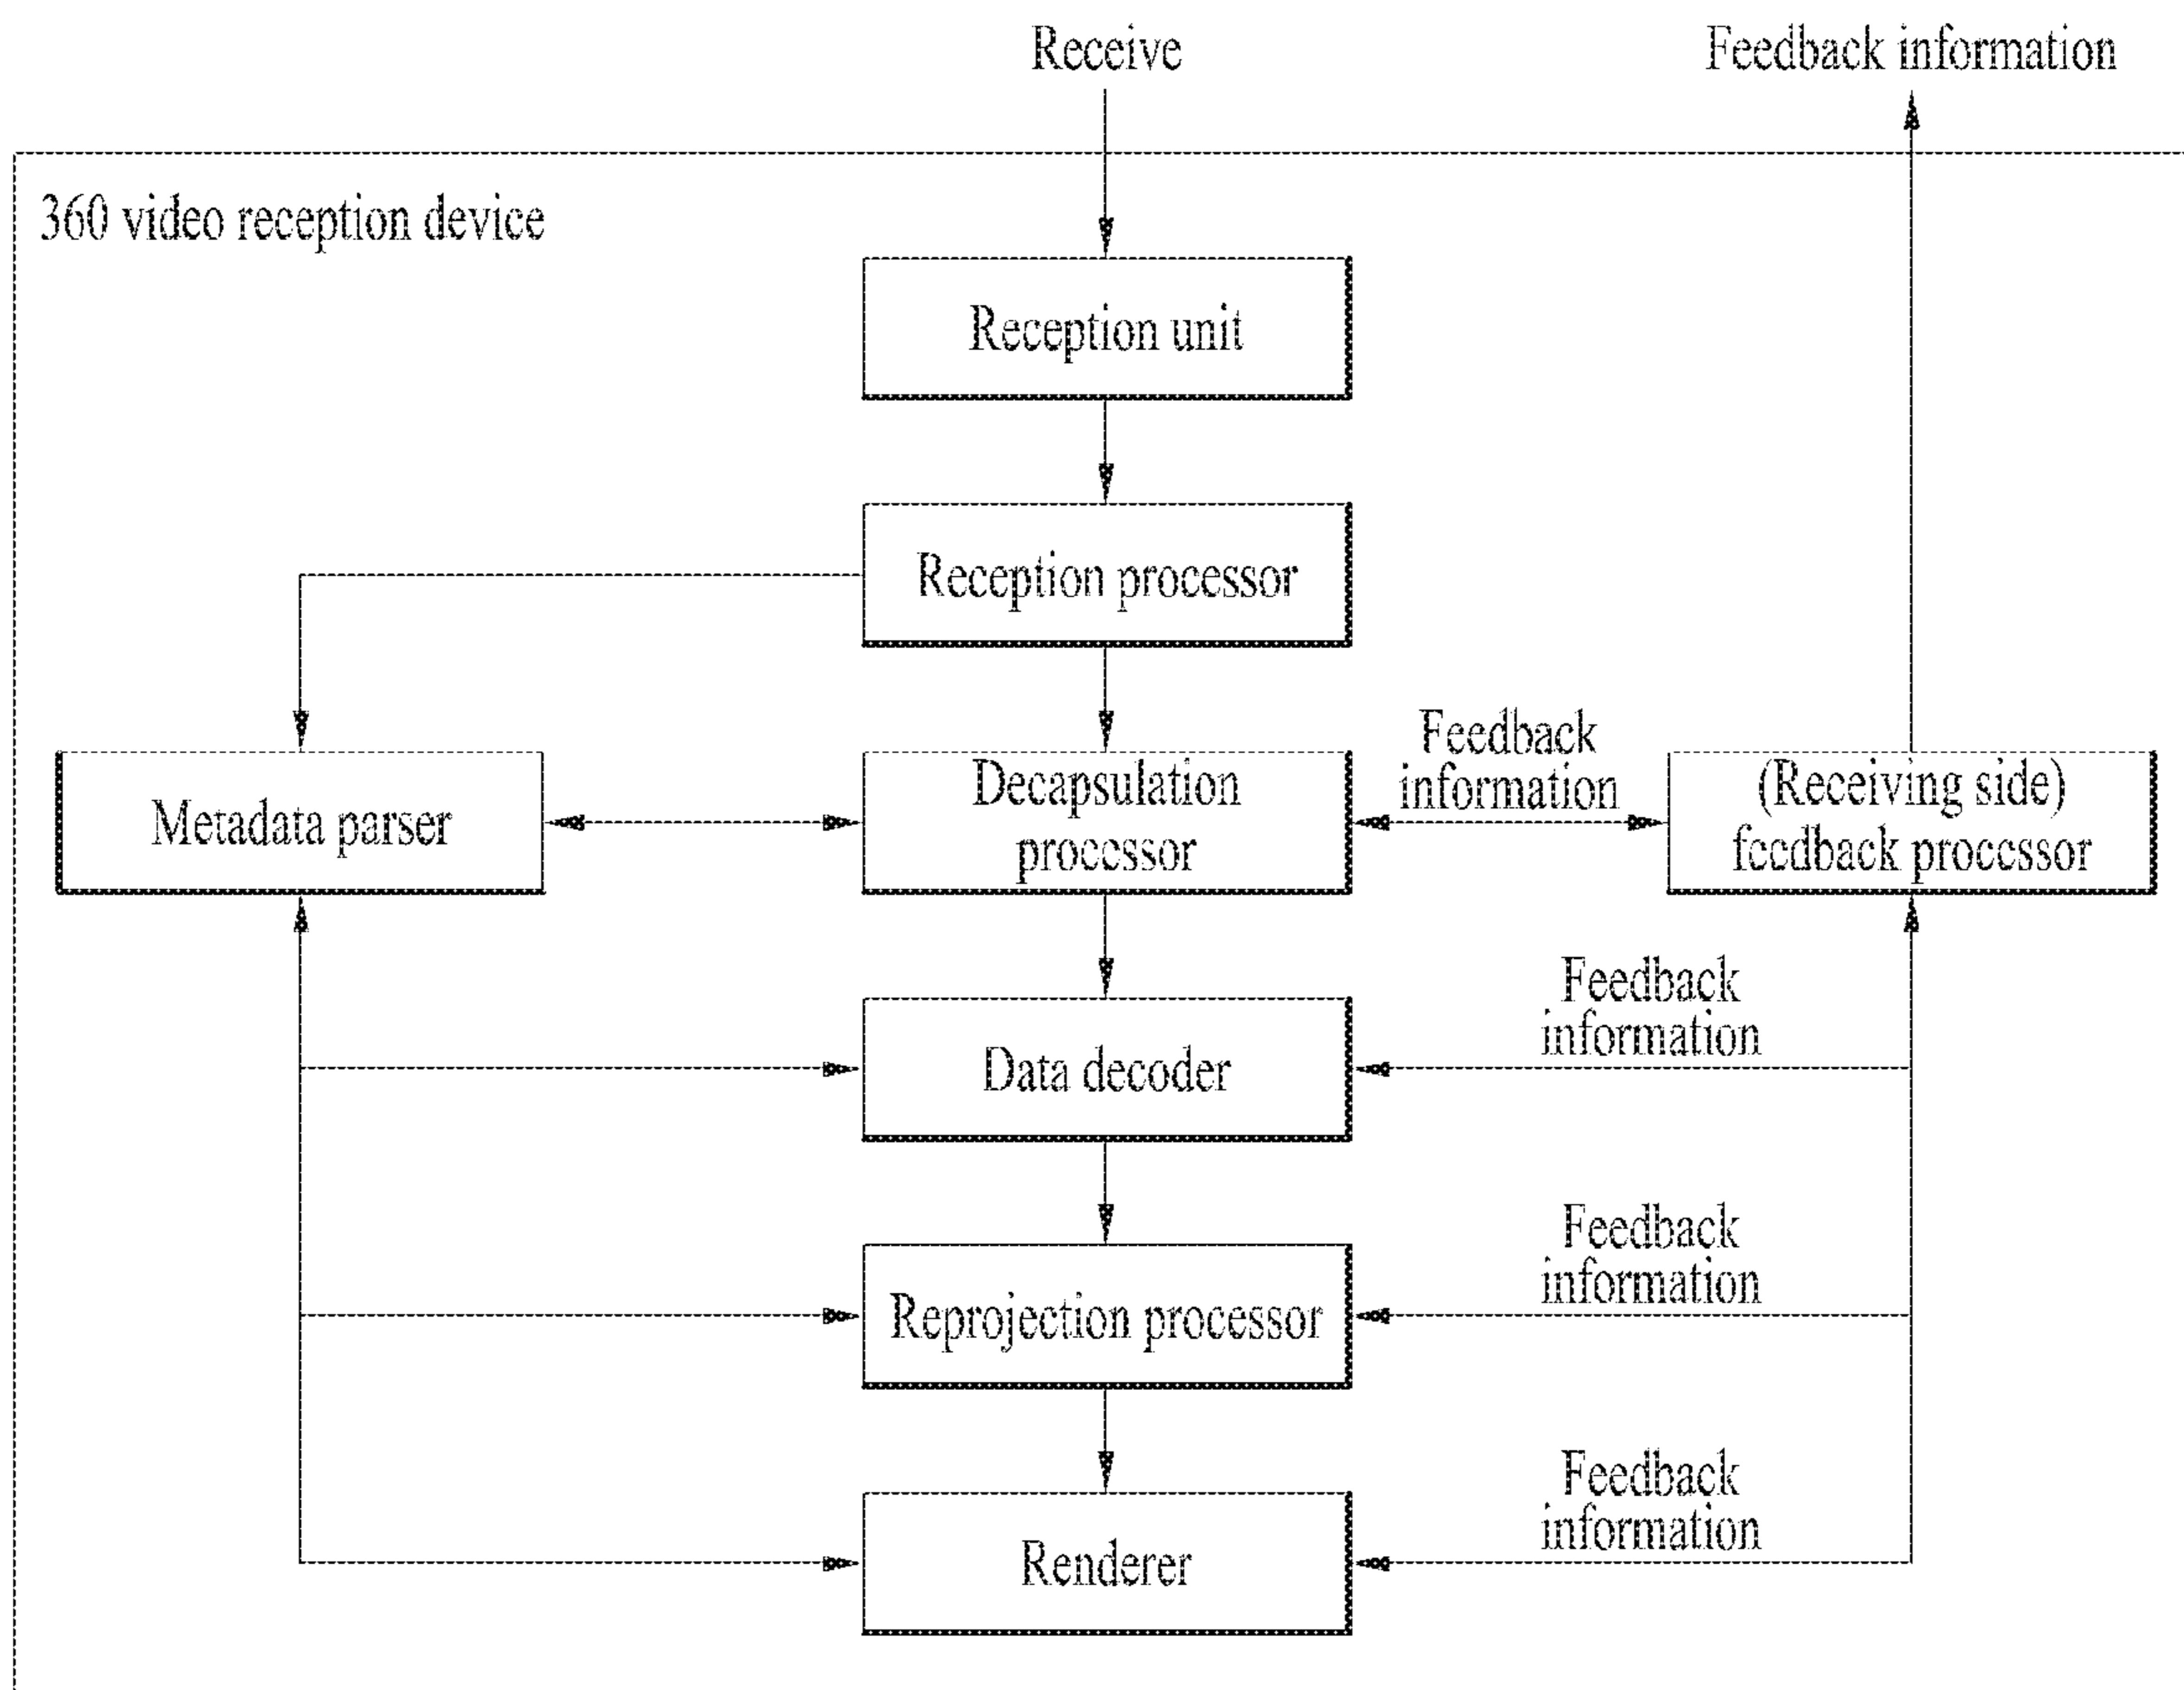 Receive
Feedback information
360 video reception device
Reception unit
Reception processor
Metadata parser
Decapsulation
processor
Feedback
information
(Receiving side)
feedback processor
Data decoder
Feedback
information
Reprojection processor
Feedback
information
Renderer
Feedback
information